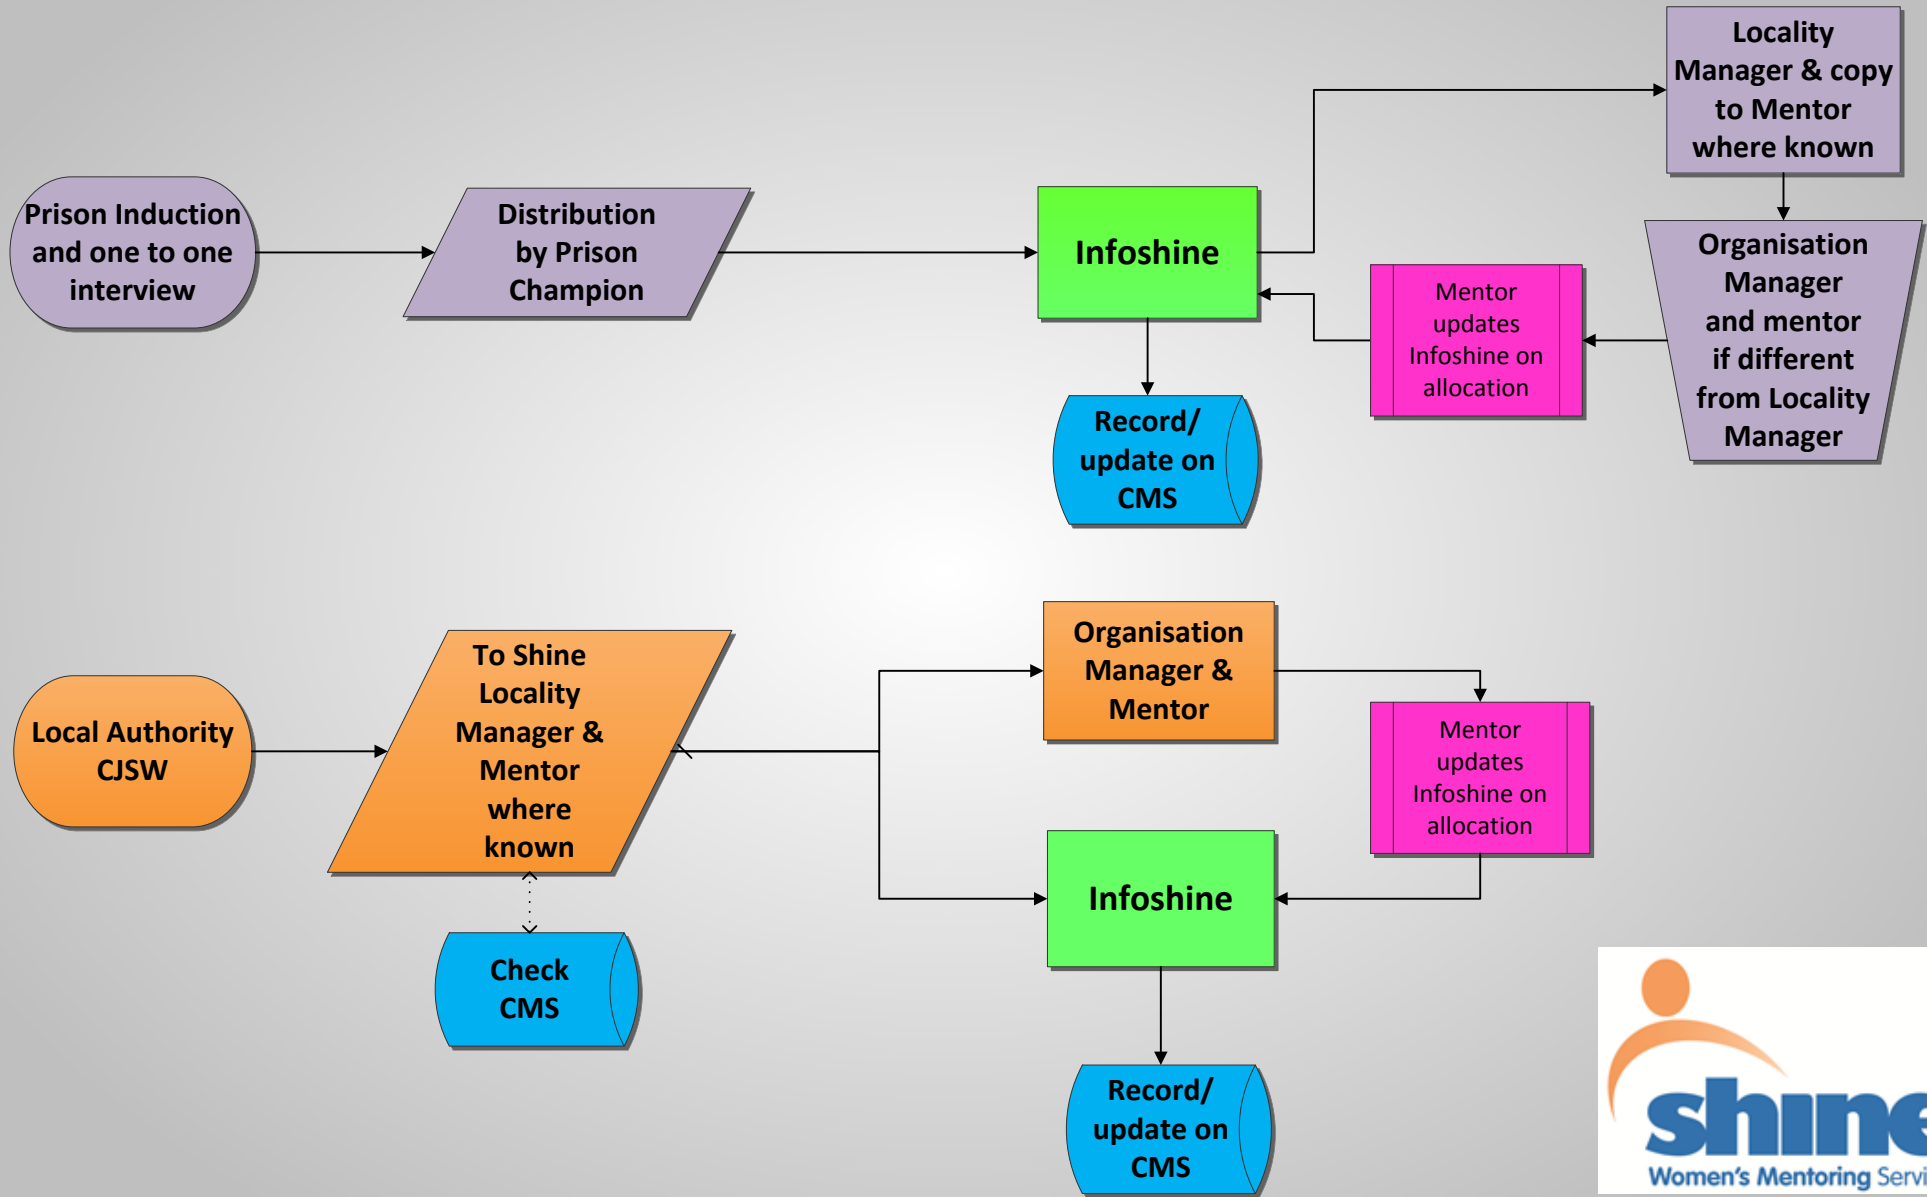 Locality
Manager & copy
to Mentor
where known
Prison Induction
and one to one
interview
Distribution
by Prison
Champion
Infoshine
Mentor
updates
Infoshine on
allocation
Organisation
Manager
and mentor
if different
from Locality
Manager
Record/
update on
CMS
Local Authority
CJSW
To Shine
Locality
Manager &
Mentor
where
known
Organisation
Manager &
Mentor
Mentor
updates
Infoshine on
allocation
Infoshine
Check
CMS
Record/
update on
CMS
shine
Women's Mentoring Servi